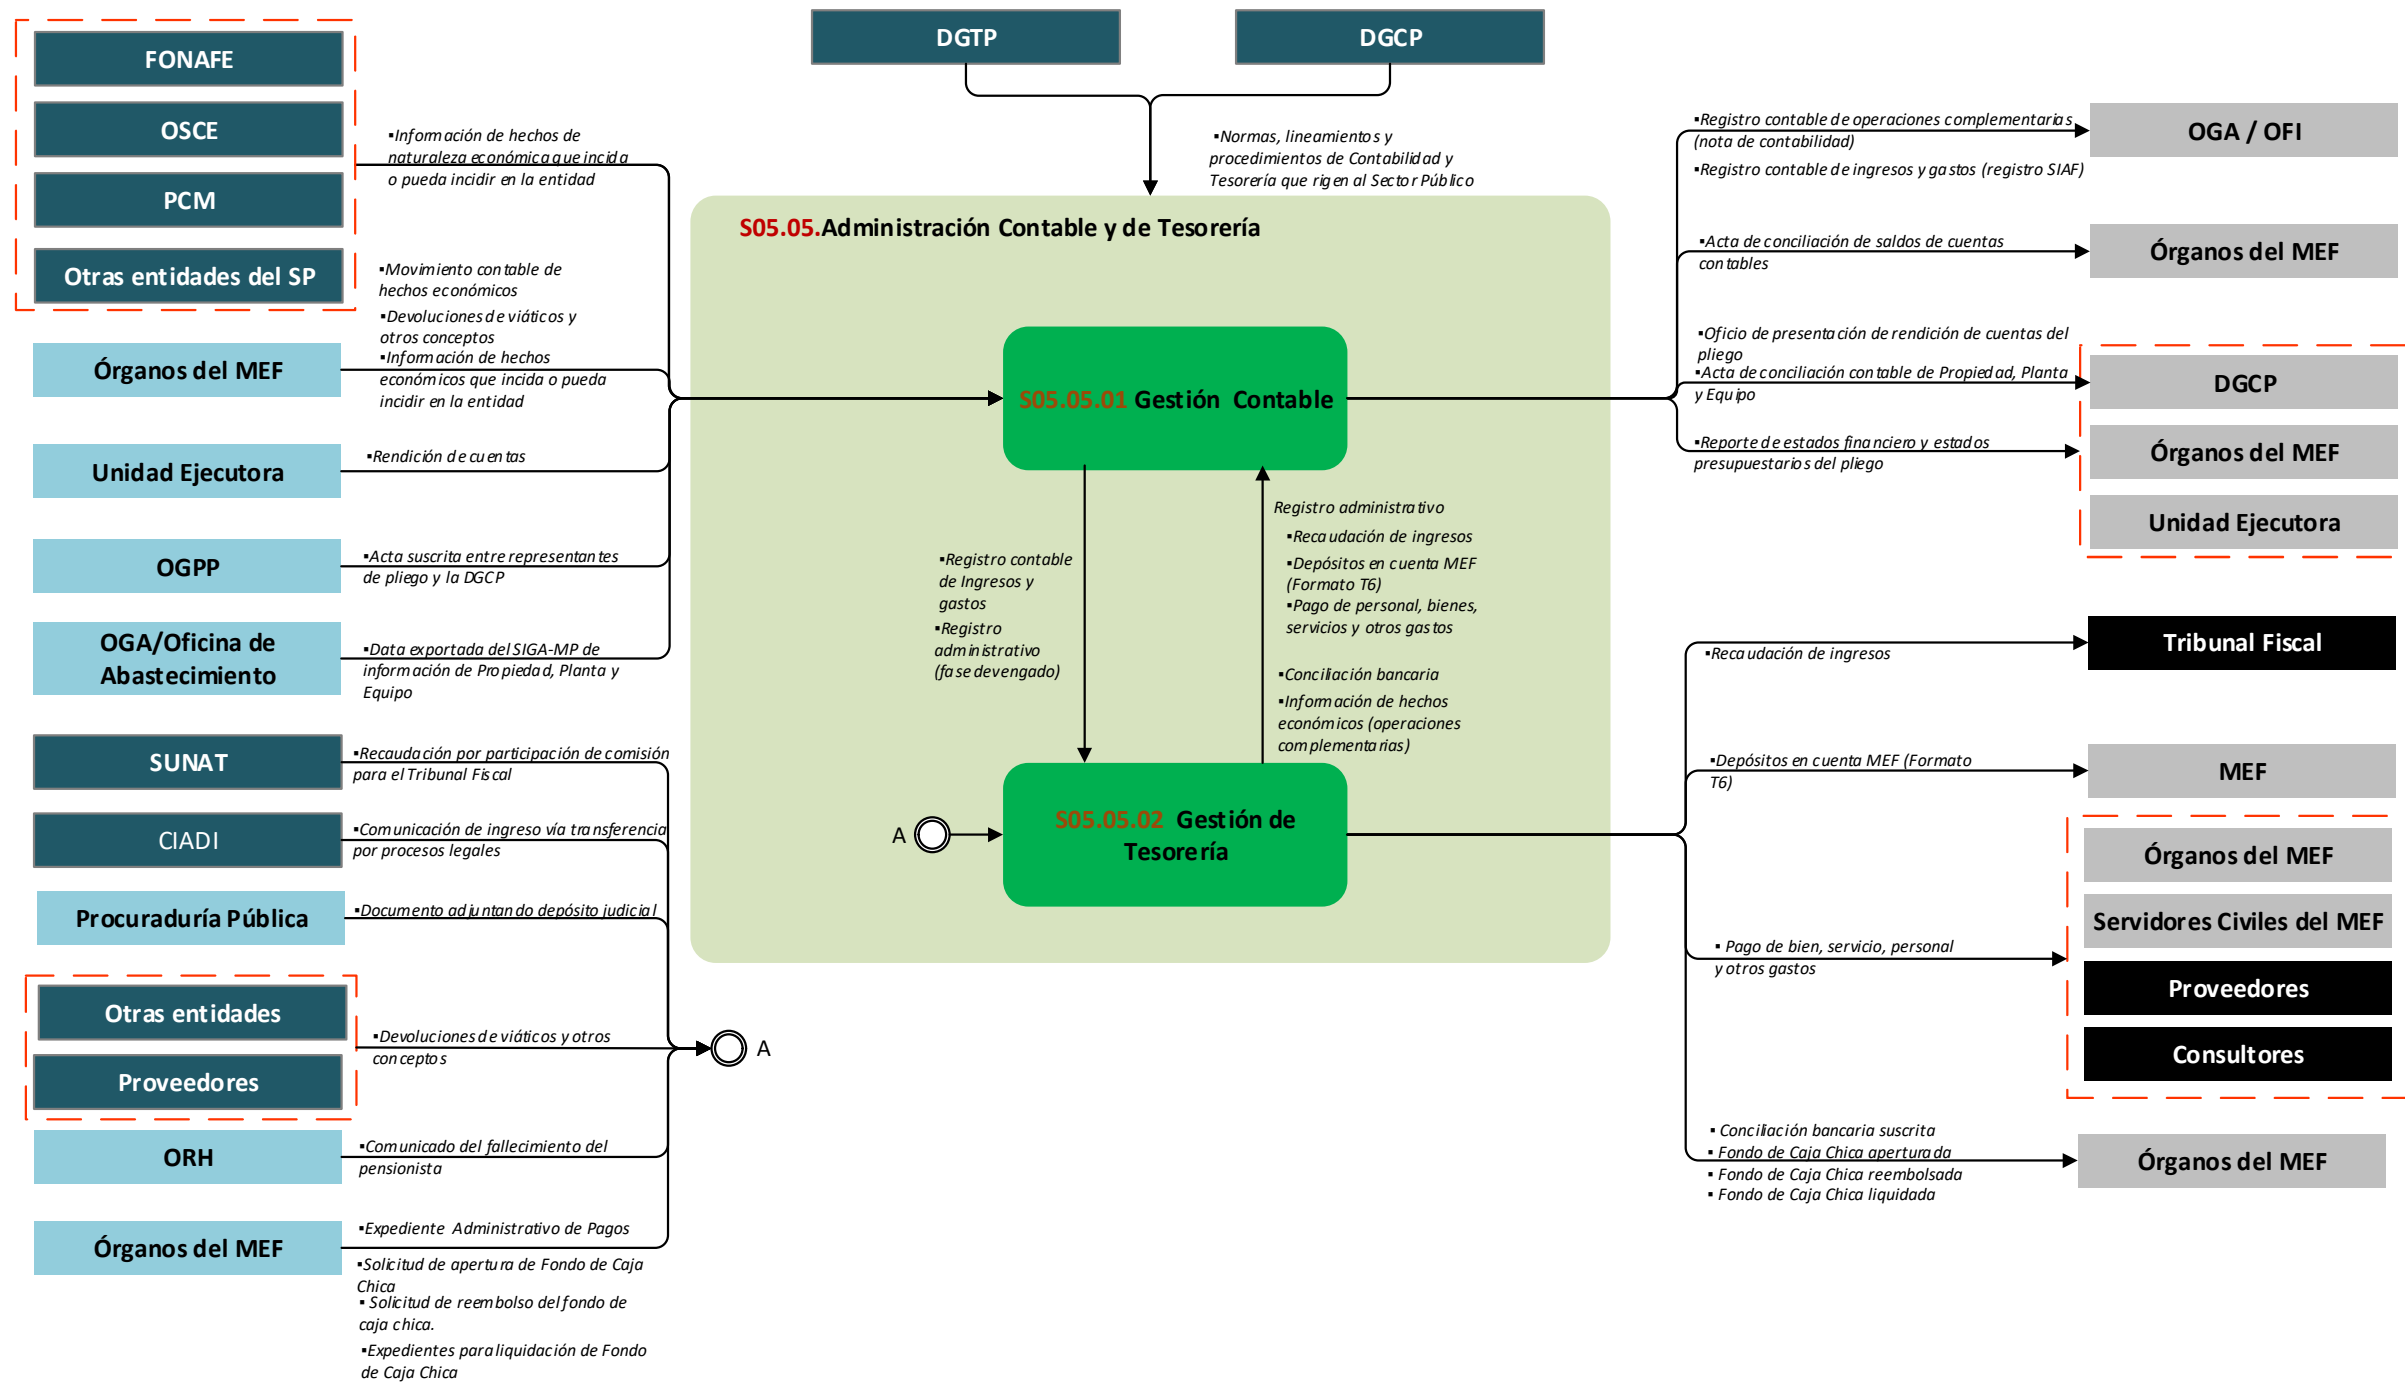 DGTP
DGCP
▪Normas, lineamientos y
procedimientos de Contabilidad y
Tesorería que rigen al Sector Público
FONAFE
OSCE
PCM
Otras entidades del SP
▪Información de hechos de
naturaleza económica que incida
o pueda incidir en la entidad
Órganos del MEF
▪Movimiento contable de
hechos económicos
▪Devoluciones de viáticos y
otros conceptos
▪Información de hechos
económicos que incida o pueda
incidir en la entidad
Unidad Ejecutora
▪Rendición de cuentas
OGPP
▪Acta suscrita entre representantes
de pliego y la DGCP
OGA/Oficina de
Abastecimiento
▪Data exportada del SIGA-MP de
información de Propiedad, Planta y
Equipo
SUNAT
▪Recaudación por participación de comisión
para el Tribunal Fiscal
CIADI
▪Comunicación de ingreso vía transferencia
por procesos legales
Procuraduría Pública
▪Documento adjuntando depósito judicial
Otras entidades
Proveedores
▪Devoluciones de viáticos y otros
conceptos
ORH
▪Comunicado del fallecimiento del
pensionista
Órganos del MEF
▪Expediente Administrativo de Pagos
▪Solicitud de apertura de Fondo de Caja
Chica
▪ Solicitud de reembolso del fondo de
caja chica.
▪Expedientes para liquidación de Fondo
de Caja Chica
A
S05.05.Administración Contable y de Tesorería
S05.05.01 Gestión Contable
▪Registro contable
de Ingresos y
gastos
▪Registro
administrativo
(fase devengado)
Registro administrativo
▪Recaudación de ingresos
▪Depósitos en cuenta MEF
(Formato T6)
▪Pago de personal, bienes,
servicios y otros gastos
▪Conciliación bancaria
▪Información de hechos
económicos (operaciones
complementarias)
A
S05.05.02 Gestión de
Tesorería
▪Registro contable de operaciones complementarias
(nota de contabilidad)
▪Registro contable de ingresos y gastos (registro SIAF)
OGA / OFI
▪Acta de conciliación de saldos de cuentas
contables
Órganos del MEF
▪Oficio de presentación de rendición de cuentas del
pliego
▪Acta de conciliación contable de Propiedad, Planta
y Equipo
▪Reporte de estados financiero y estados
presupuestarios del pliego
DGCP
Órganos del MEF
Unidad Ejecutora
▪Recaudación de ingresos
Tribunal Fiscal
▪Depósitos en cuenta MEF (Formato
T6)
MEF
▪ Pago de bien, servicio, personal
y otros gastos
Órganos del MEF
Servidores Civiles del MEF
Proveedores
Consultores
▪ Conciliación bancaria suscrita
▪ Fondo de Caja Chica aperturada
▪ Fondo de Caja Chica reembolsada
▪ Fondo de Caja Chica liquidada
Órganos del MEF